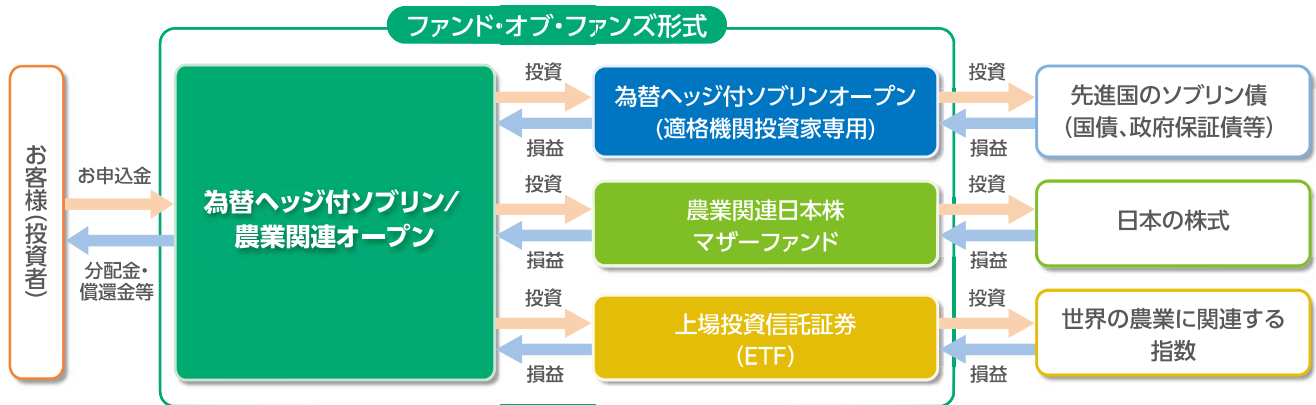 ファンド・オブ・ファンズ形式
お客様(投資者)
お申込金
分配金・
償還金等
為替ヘッジ付ソブリン/
農業関連オープン
投資
損益
為替ヘッジ付ソブリンオープン
(適格機関投資家専用)
投資
損益
先進国のソブリン債
(国債、政府保証債等)
投資
損益
農業関連日本株
マザーファンド
投資
損益
日本の株式
投資
損益
上場投資信託証券
(ETF)
投資
損益
世界の農業に関連する
指数